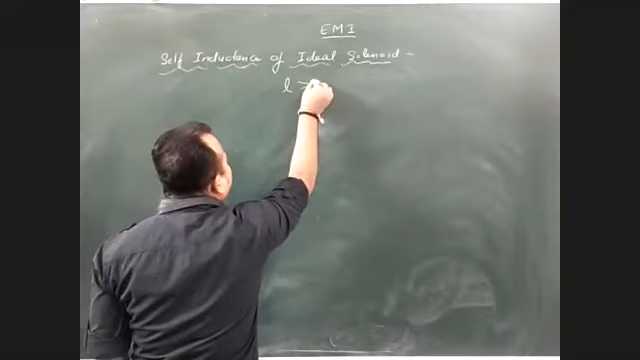 EMI
Self Inductance of Ideal Solenoid -
l >